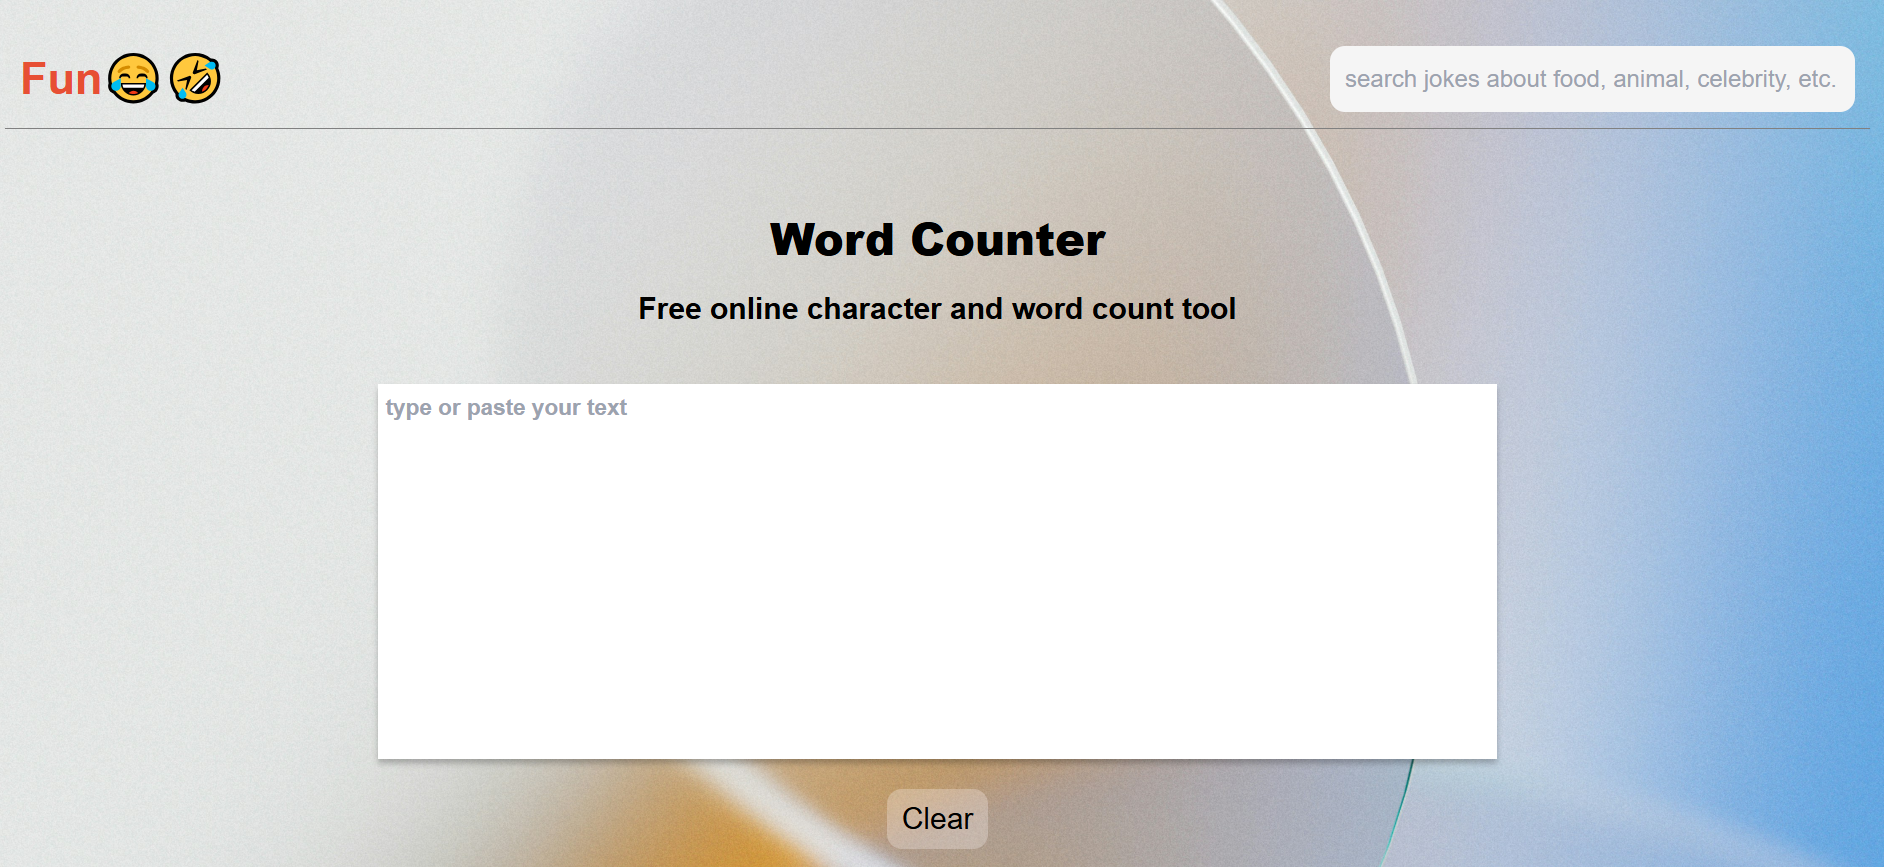 Fun😂🤣
search jokes about food, animal, celebrity, etc.
Word Counter
Free online character and word count tool
type or paste your text
Clear